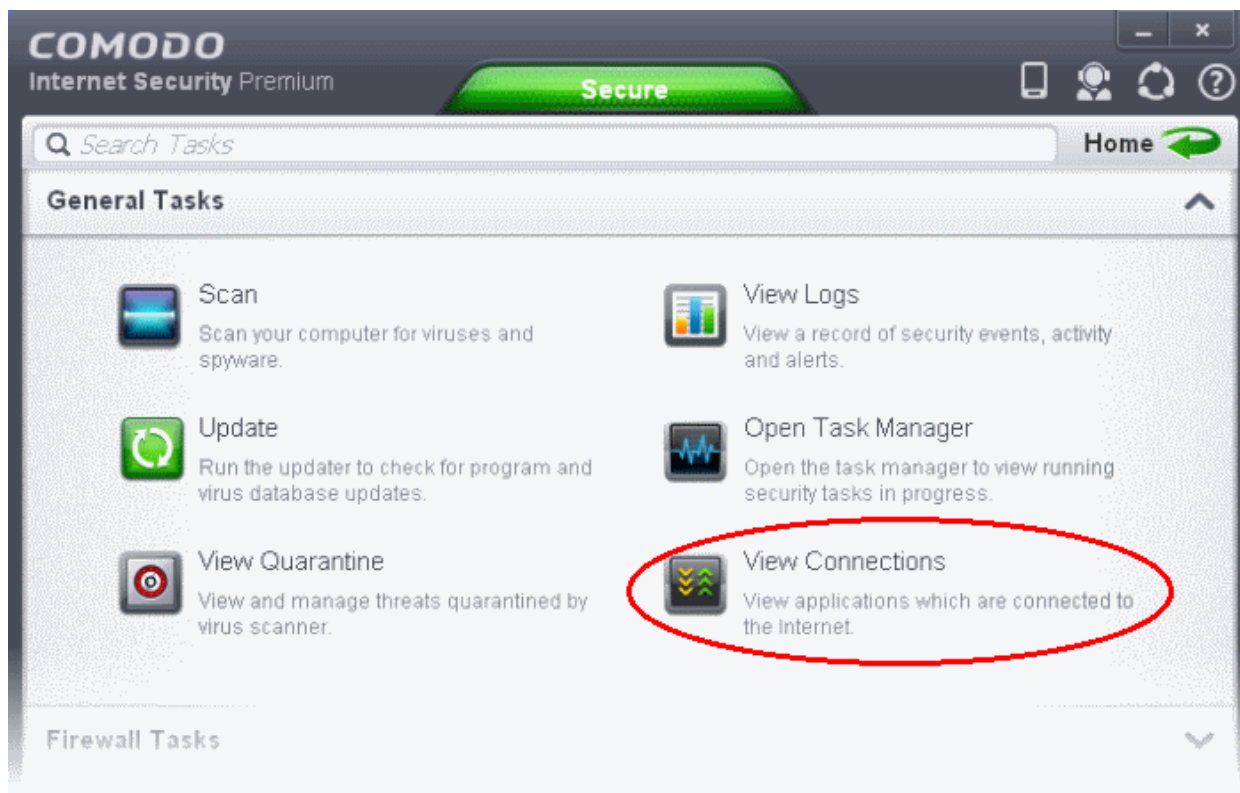 COMODO
Internet Security Premium
Secure
Search Tasks
Home
General Tasks
Scan
Scan your computer for viruses and
spyware.
View Logs
View a record of security events, activity
and alerts.
Update
Run the updater to check for program and
virus database updates.
Open Task Manager
Open the task manager to view running
security tasks in progress.
View Quarantine
View and manage threats quarantined by
virus scanner.
View Connections
View applications which are connected to
the Internet.
Firewall Tasks